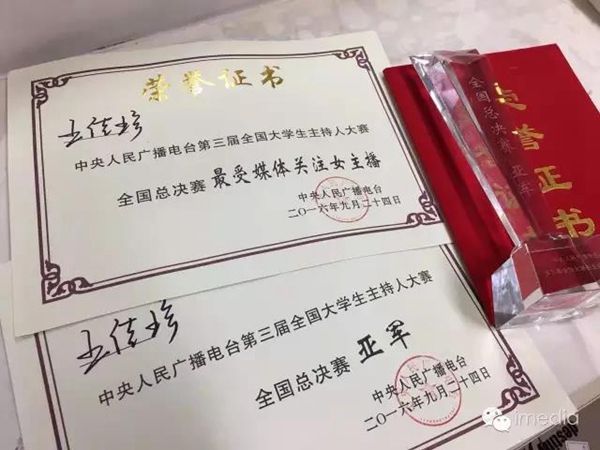 荣誉证书
王佳珍
中央人民广播电台第三届全国大学生主持人大赛
全国总决赛 最受媒体关注女主播
中央人民广播电台
二〇一六年九月二十四日
王佳珍
中央人民广播电台第三届全国大学生主持人大赛
全国总决赛 亚军
中央人民广播电台
二〇一六年九月二十四日
全国总决赛 亚军
荣誉证书
imedia